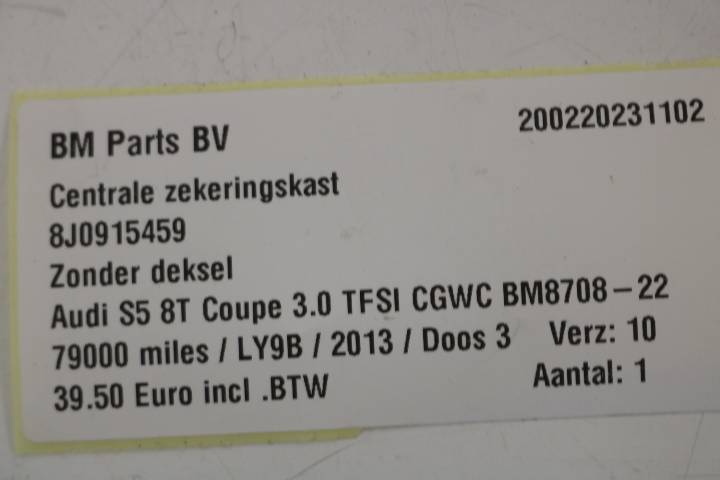 BM Parts BV 200220231102
Centrale zekeringskast
8J0915459
Zonder deksel
Audi S5 8T Coupe 3.0 TFSI CGWC BM8708-22
79000 miles / LY9B / 2013 / Doos 3 Verz: 10
39.50 Euro incl .BTW Aantal: 1